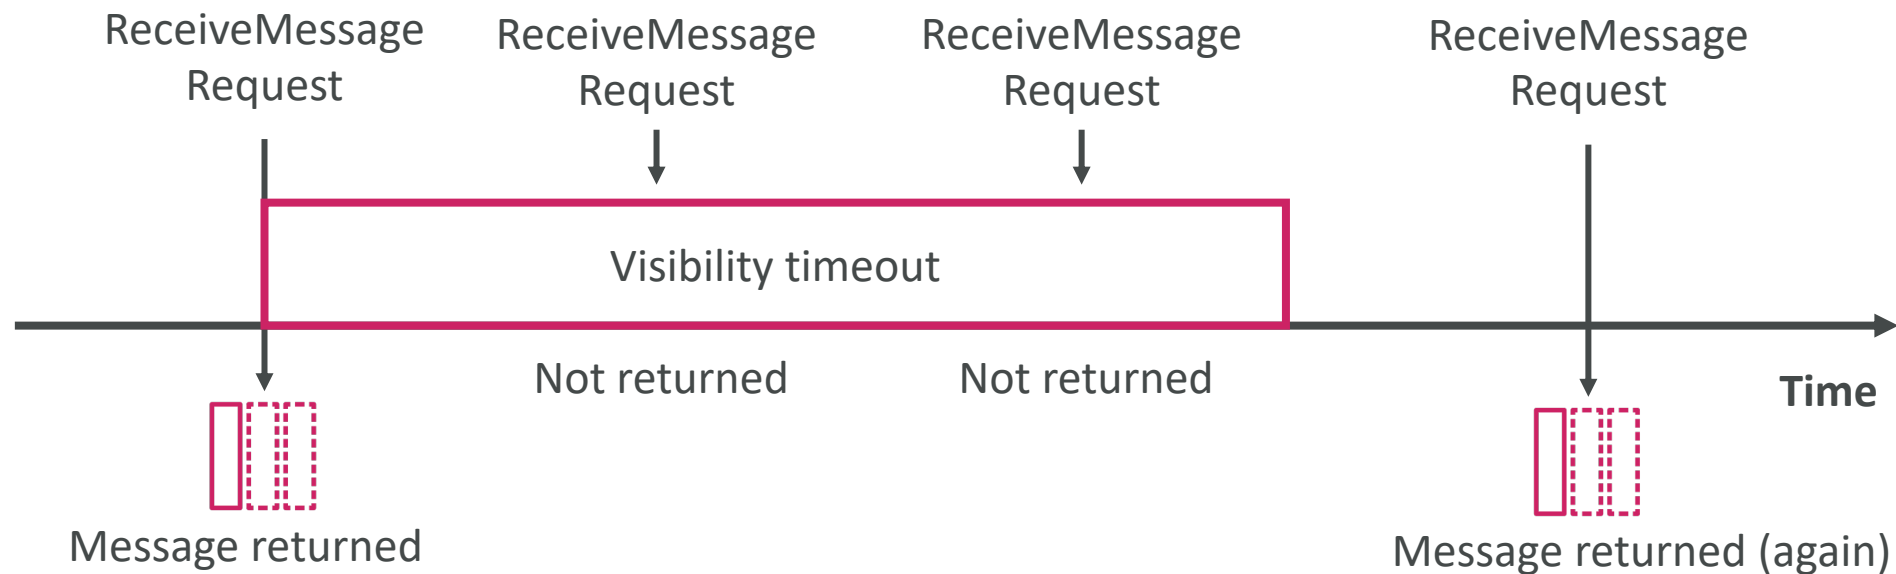 ReceiveMessage
Request
ReceiveMessage
Request
ReceiveMessage
Request
ReceiveMessage
Request
Visibility timeout
Not returned
Not returned
Time
Message returned
Message returned (again)